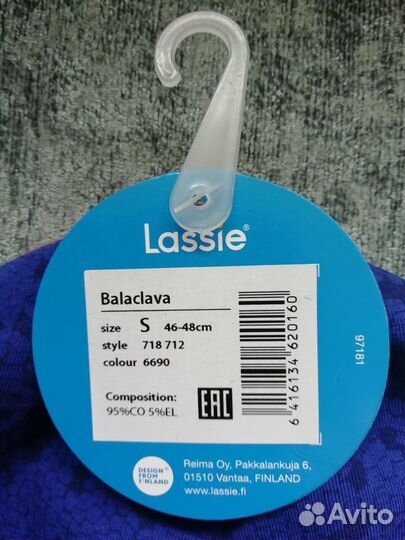 Lassie®
Balaclava
size S 46-48cm
style 718 712
colour 6690
Composition:
95%CO 5%EL
EAC
6 416134 620160
97181
DESIGN FROM FINLAND
Reima Oy, Pakkalankuja 6,
01510 Vantaa, FINLAND
www.lassie.fi
Avito